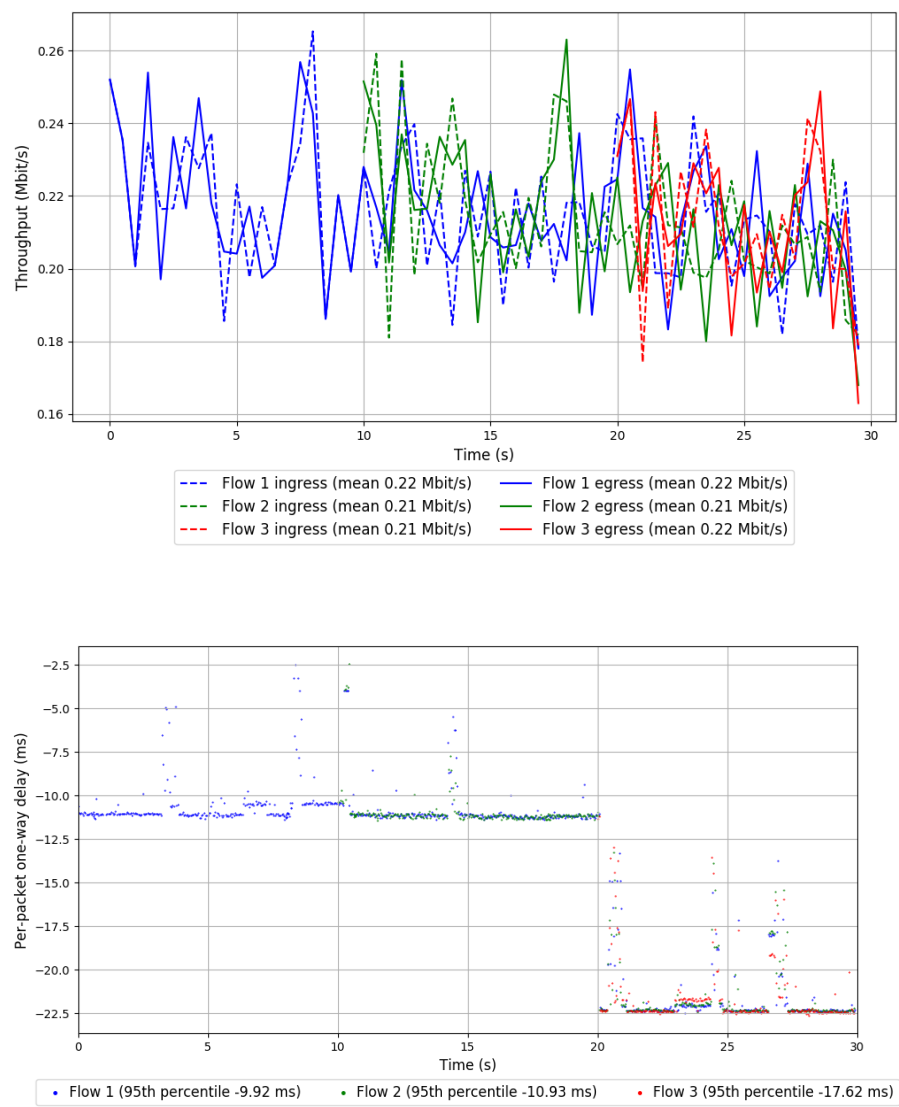 0.26
0.24
0.22
0.20
0.18
0.16
Throughput (Mbit/s)
0 5 10 15 20 25 30
Time (s)
Flow 1 ingress (mean 0.22 Mbit/s) Flow 1 egress (mean 0.22 Mbit/s)
Flow 2 ingress (mean 0.21 Mbit/s) Flow 2 egress (mean 0.21 Mbit/s)
Flow 3 ingress (mean 0.21 Mbit/s) Flow 3 egress (mean 0.22 Mbit/s)
−2.5
−5.0
−7.5
−10.0
−12.5
−15.0
−17.5
−20.0
−22.5
Per-packet one-way delay (ms)
0 5 10 15 20 25 30
Time (s)
Flow 1 (95th percentile -9.92 ms) Flow 2 (95th percentile -10.93 ms) Flow 3 (95th percentile -17.62 ms)